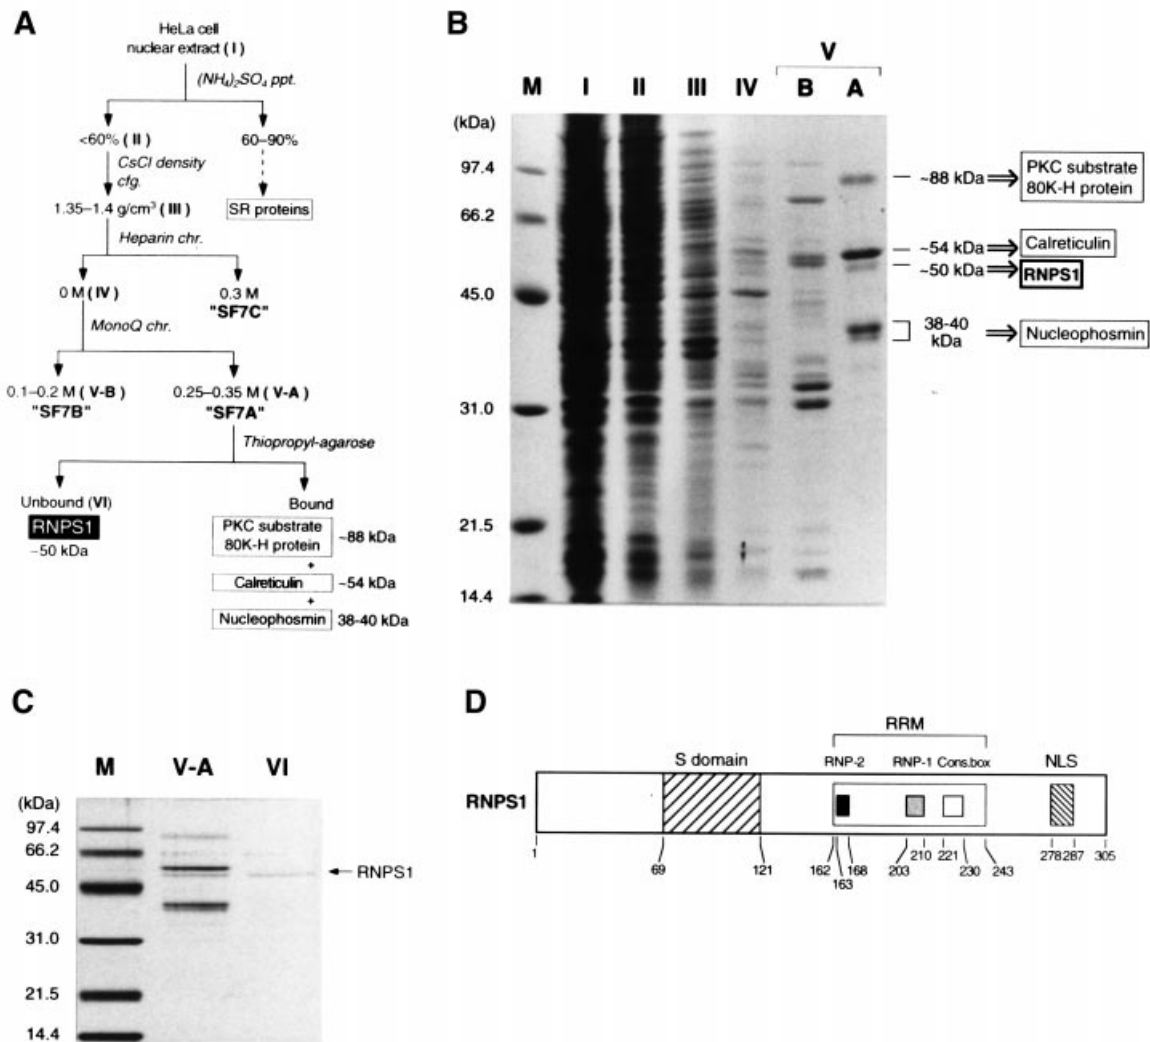 A
HeLa cell
nuclear extract ( I )
(NH₄)₂SO₄ ppt.
<60% ( II )
60–90%
CsCl density
cfg.
1.35–1.4 g/cm³ ( III )
SR proteins
Heparin chr.
0 M ( IV )
0.3 M
"SF7C"
MonoQ chr.
0.1–0.2 M ( V-B )
"SF7B"
0.25–0.35 M ( V-A )
"SF7A"
Thiopropyl-agarose
Unbound (VI)
RNPS1
~50 kDa
Bound
PKC substrate
80K-H protein
~88 kDa
+
Calreticulin
~54 kDa
+
Nucleophosmin
38-40 kDa
B
V
M I II III IV B A
(kDa)
97.4
66.2
45.0
31.0
21.5
14.4
~88 kDa
PKC substrate
80K-H protein
~54 kDa
Calreticulin
~50 kDa
RNPS1
38-40
kDa
Nucleophosmin
C
M V-A VI
(kDa)
97.4
66.2
45.0
31.0
21.5
14.4
RNPS1
D
RRM
S domain
RNP-2 RNP-1 Cons.box
NLS
RNPS1
1 69 121 162 163 168 203 210 221 230 243 278 287 305